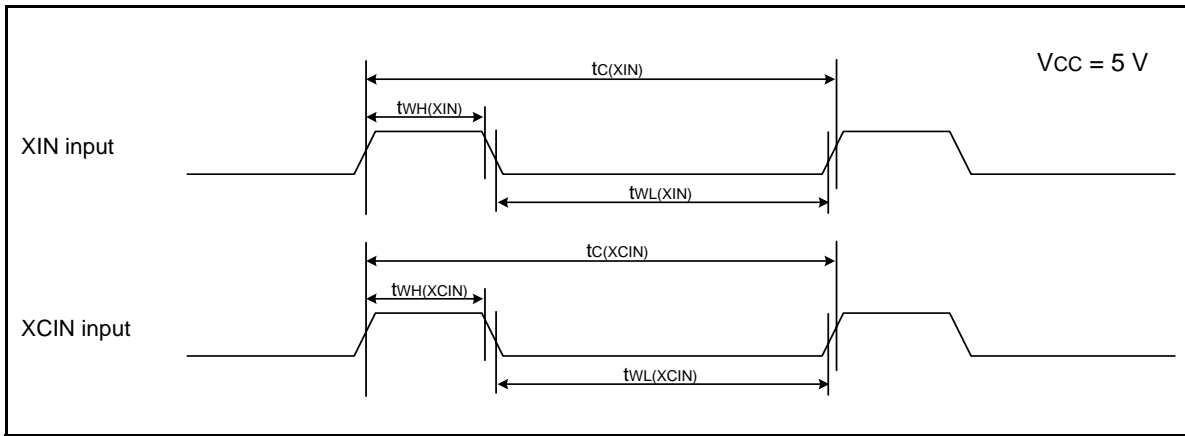 VCC = 5 V
tC(XIN)
tWH(XIN)
XIN input
tWL(XIN)
tC(XCIN)
tWH(XCIN)
XCIN input
tWL(XCIN)